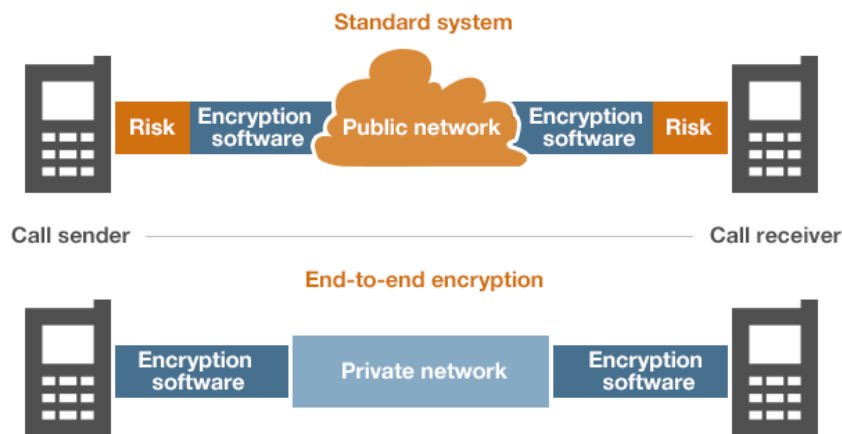 Standard system
Risk
Encryption
software
Public network
Encryption
software
Risk
Call sender
Call receiver
End-to-end encryption
Encryption
software
Private network
Encryption
software